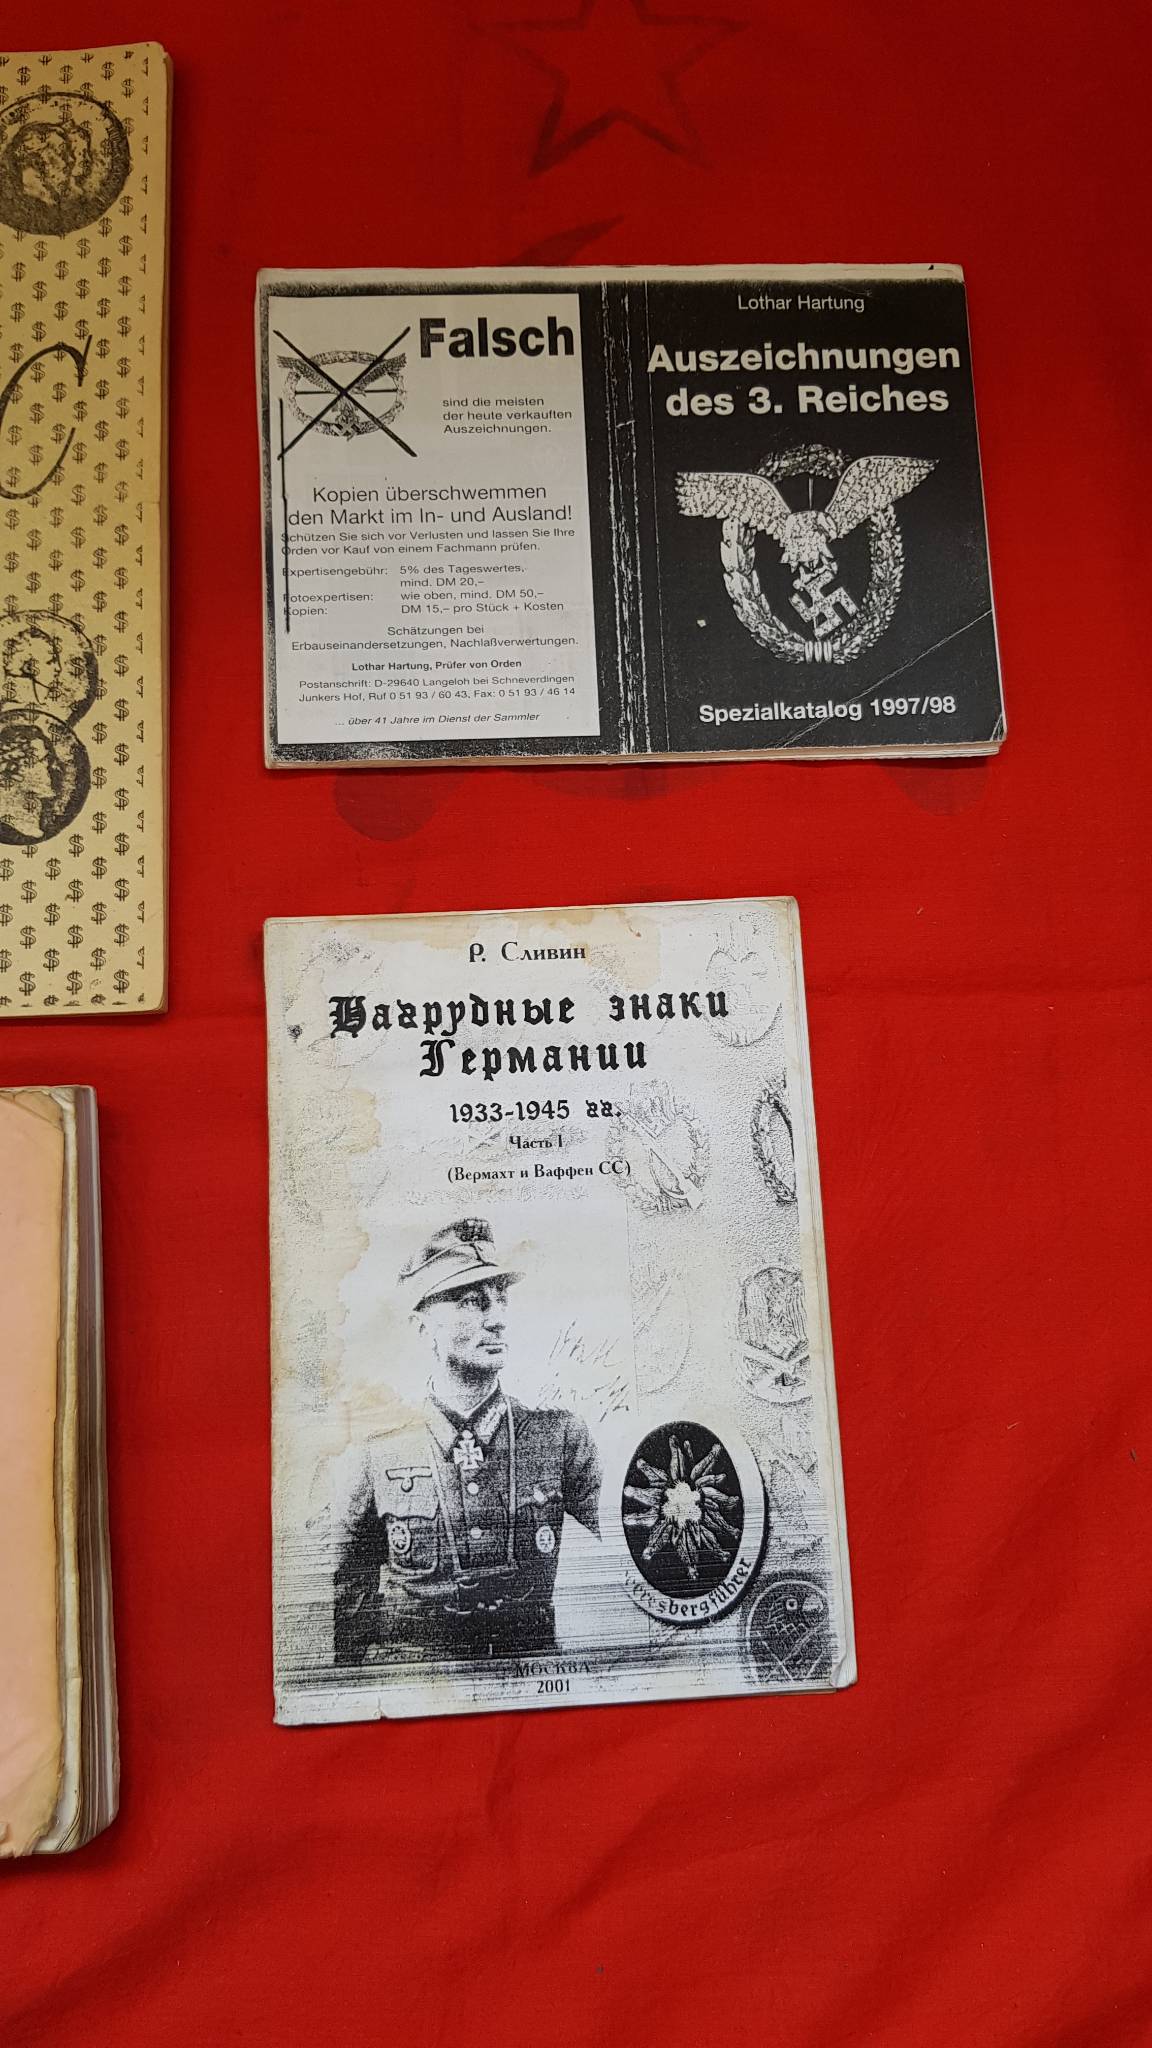 Falsch
sind die meisten
der heute verkauften
Auszeichnungen.
Kopien überschwemmen
den Markt im In- und Ausland!
Schützen Sie sich vor Verlusten und lassen Sie Ihre
Orden vor Kauf von einem Fachmann prüfen.
Expertisengebühr: 5% des Tageswertes,
mind. DM 20,–
Fotoexpertisen: wie oben, mind. DM 50,–
Kopien: DM 15,– pro Stück + Kosten
Schätzungen bei
Erbauseinandersetzungen, Nachlaßverwertungen.
Lothar Hartung, Prüfer von Orden
Postanschrift: D-29640 Langeloh bei Schneverdingen
Junkers Hof, Ruf 0 51 93 / 60 43, Fax: 0 51 93 / 46 14
... über 41 Jahre im Dienst der Sammler
Lothar Hartung
Auszeichnungen
des 3. Reiches
Spezialkatalog 1997/98
Р. Сливин
Нагрудные знаки
Германии
1933-1945 гг.
Часть I
(Вермахт и Ваффен СС)
МОСКВА
2001